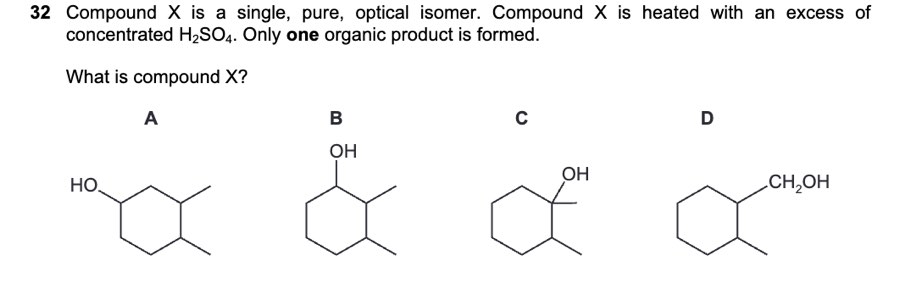 32 Compound X is a single, pure, optical isomer. Compound X is heated with an excess of
concentrated H₂SO₄. Only one organic product is formed.
What is compound X?
A B C D
HO OH OH CH₂OH